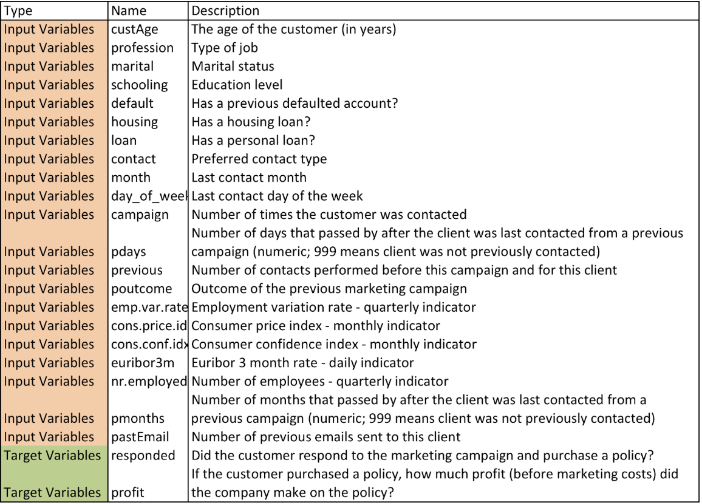 Type Name Description
Input Variables custAge The age of the customer (in years)
Input Variables profession Type of job
Input Variables marital Marital status
Input Variables schooling Education level
Input Variables default Has a previous defaulted account?
Input Variables housing Has a housing loan?
Input Variables loan Has a personal loan?
Input Variables contact Preferred contact type
Input Variables month Last contact month
Input Variables day_of_week Last contact day of the week
Input Variables campaign Number of times the customer was contacted
Number of days that passed by after the client was last contacted from a previous
Input Variables pdays campaign (numeric; 999 means client was not previously contacted)
Input Variables previous Number of contacts performed before this campaign and for this client
Input Variables poutcome Outcome of the previous marketing campaign
Input Variables emp.var.rate Employment variation rate - quarterly indicator
Input Variables cons.price.id Consumer price index - monthly indicator
Input Variables cons.conf.idx Consumer confidence index - monthly indicator
Input Variables euribor3m Euribor 3 month rate - daily indicator
Input Variables nr.employed Number of employees - quarterly indicator
Number of months that passed by after the client was last contacted from a
Input Variables pmonths previous campaign (numeric; 999 means client was not previously contacted)
Input Variables pastEmail Number of previous emails sent to this client
Target Variables responded Did the customer respond to the marketing campaign and purchase a policy?
If the customer purchased a policy, how much profit (before marketing costs) did
Target Variables profit the company make on the policy?